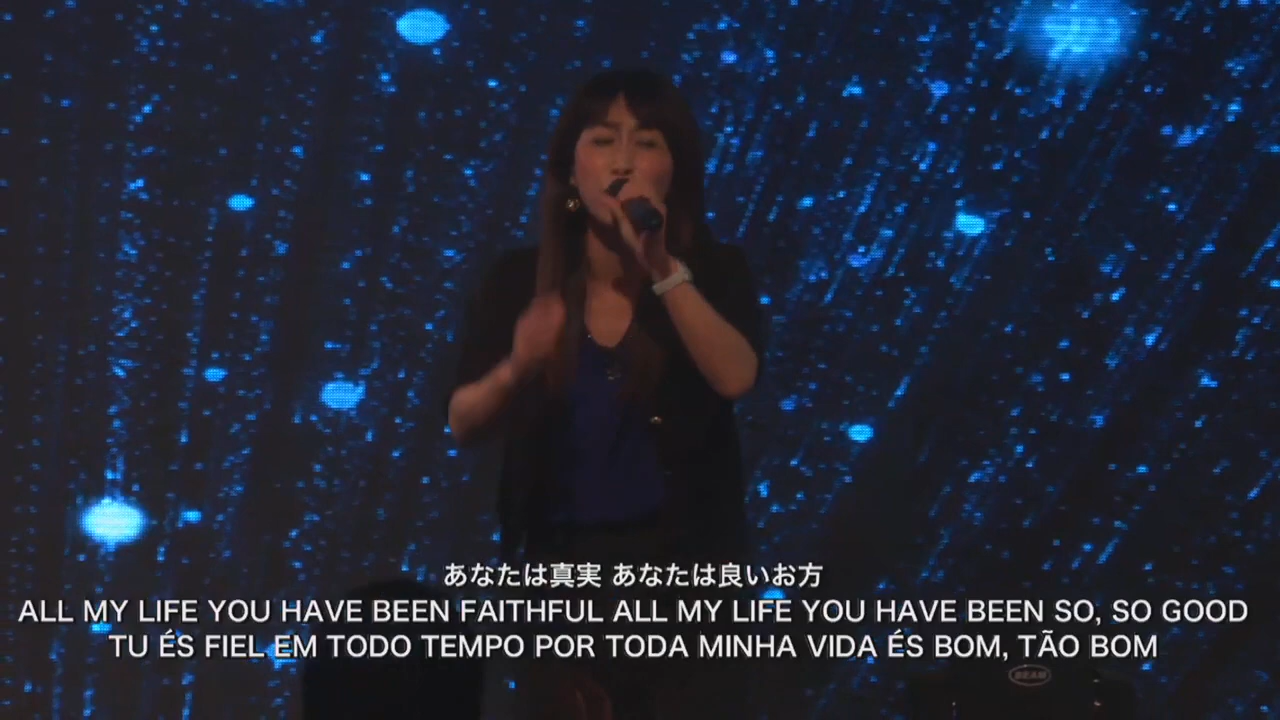 あなたは真実 あなたは良いお方
ALL MY LIFE YOU HAVE BEEN FAITHFUL ALL MY LIFE YOU HAVE BEEN SO, SO GOOD
TU ÉS FIEL EM TODO TEMPO POR TODA MINHA VIDA ÉS BOM, TÃO BOM
BEAM